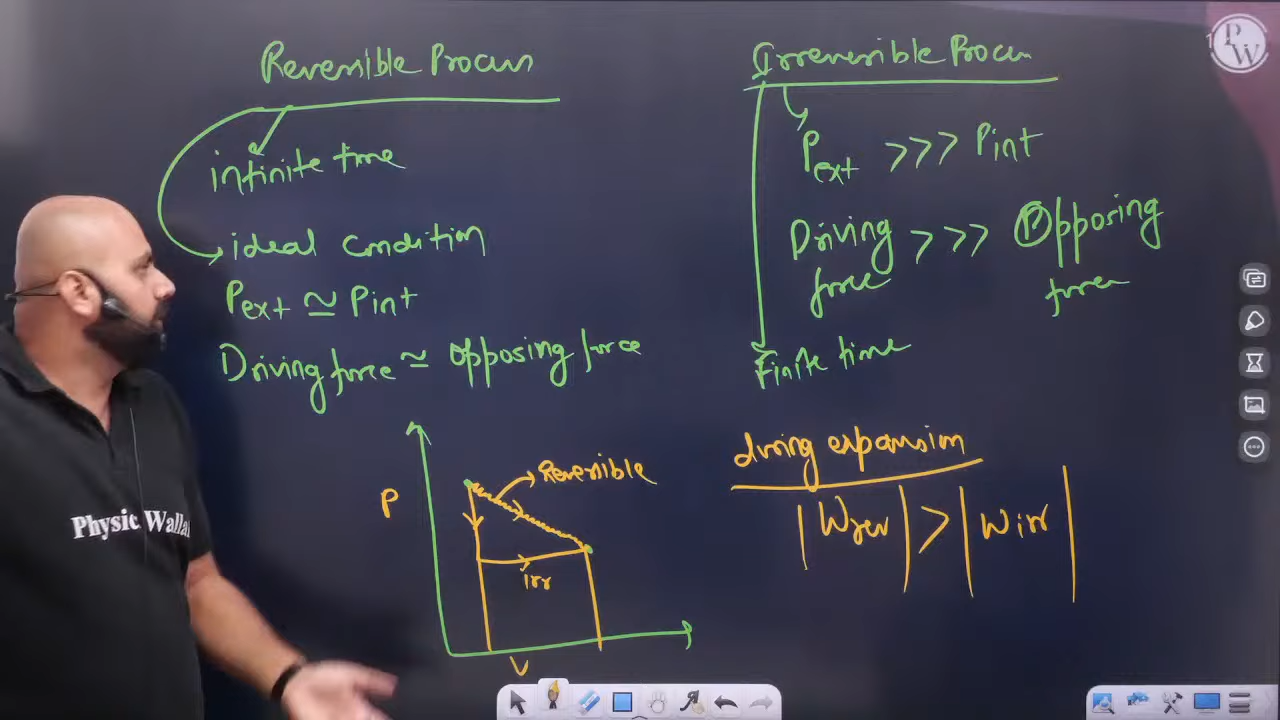 Reversible Process
infinite time
ideal condition
Pext ≅ Pint
Driving force ≃ opposing force
P
Reversible
irr
V
Irreversible Process
Pext >>> Pint
Driving force >>> Opposing force
Finite time
during expansion
|Wrev| > |Wirr|
Physic Wallah
PW